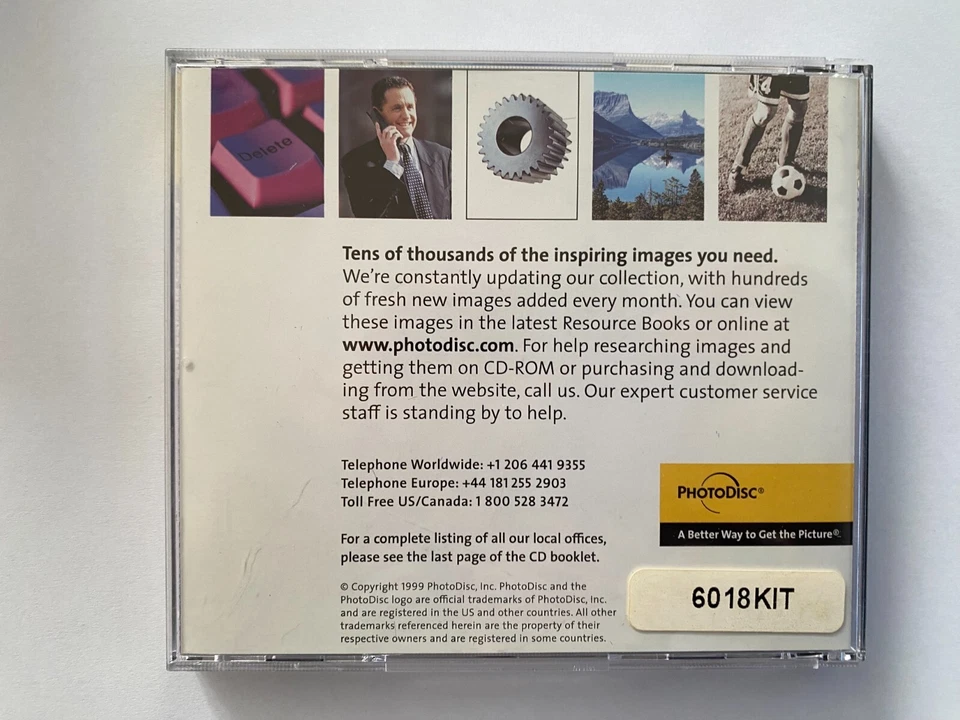 Delete
Tens of thousands of the inspiring images you need.
We're constantly updating our collection, with hundreds
of fresh new images added every month. You can view
these images in the latest Resource Books or online at
www.photodisc.com. For help researching images and
getting them on CD-ROM or purchasing and download-
ing from the website, call us. Our expert customer service
staff is standing by to help.
Telephone Worldwide: +1 206 441 9355
Telephone Europe: +44 181 255 2903
Toll Free US/Canada: 1 800 528 3472
For a complete listing of all our local offices,
please see the last page of the CD booklet.
© Copyright 1999 PhotoDisc, Inc. PhotoDisc and the
PhotoDisc logo are official trademarks of PhotoDisc, Inc.
and are registered in the US and other countries. All other
trademarks referenced herein are the property of their
respective owners and are registered in some countries.
PHOTODISC®
A Better Way to Get the Picture®
6018KIT